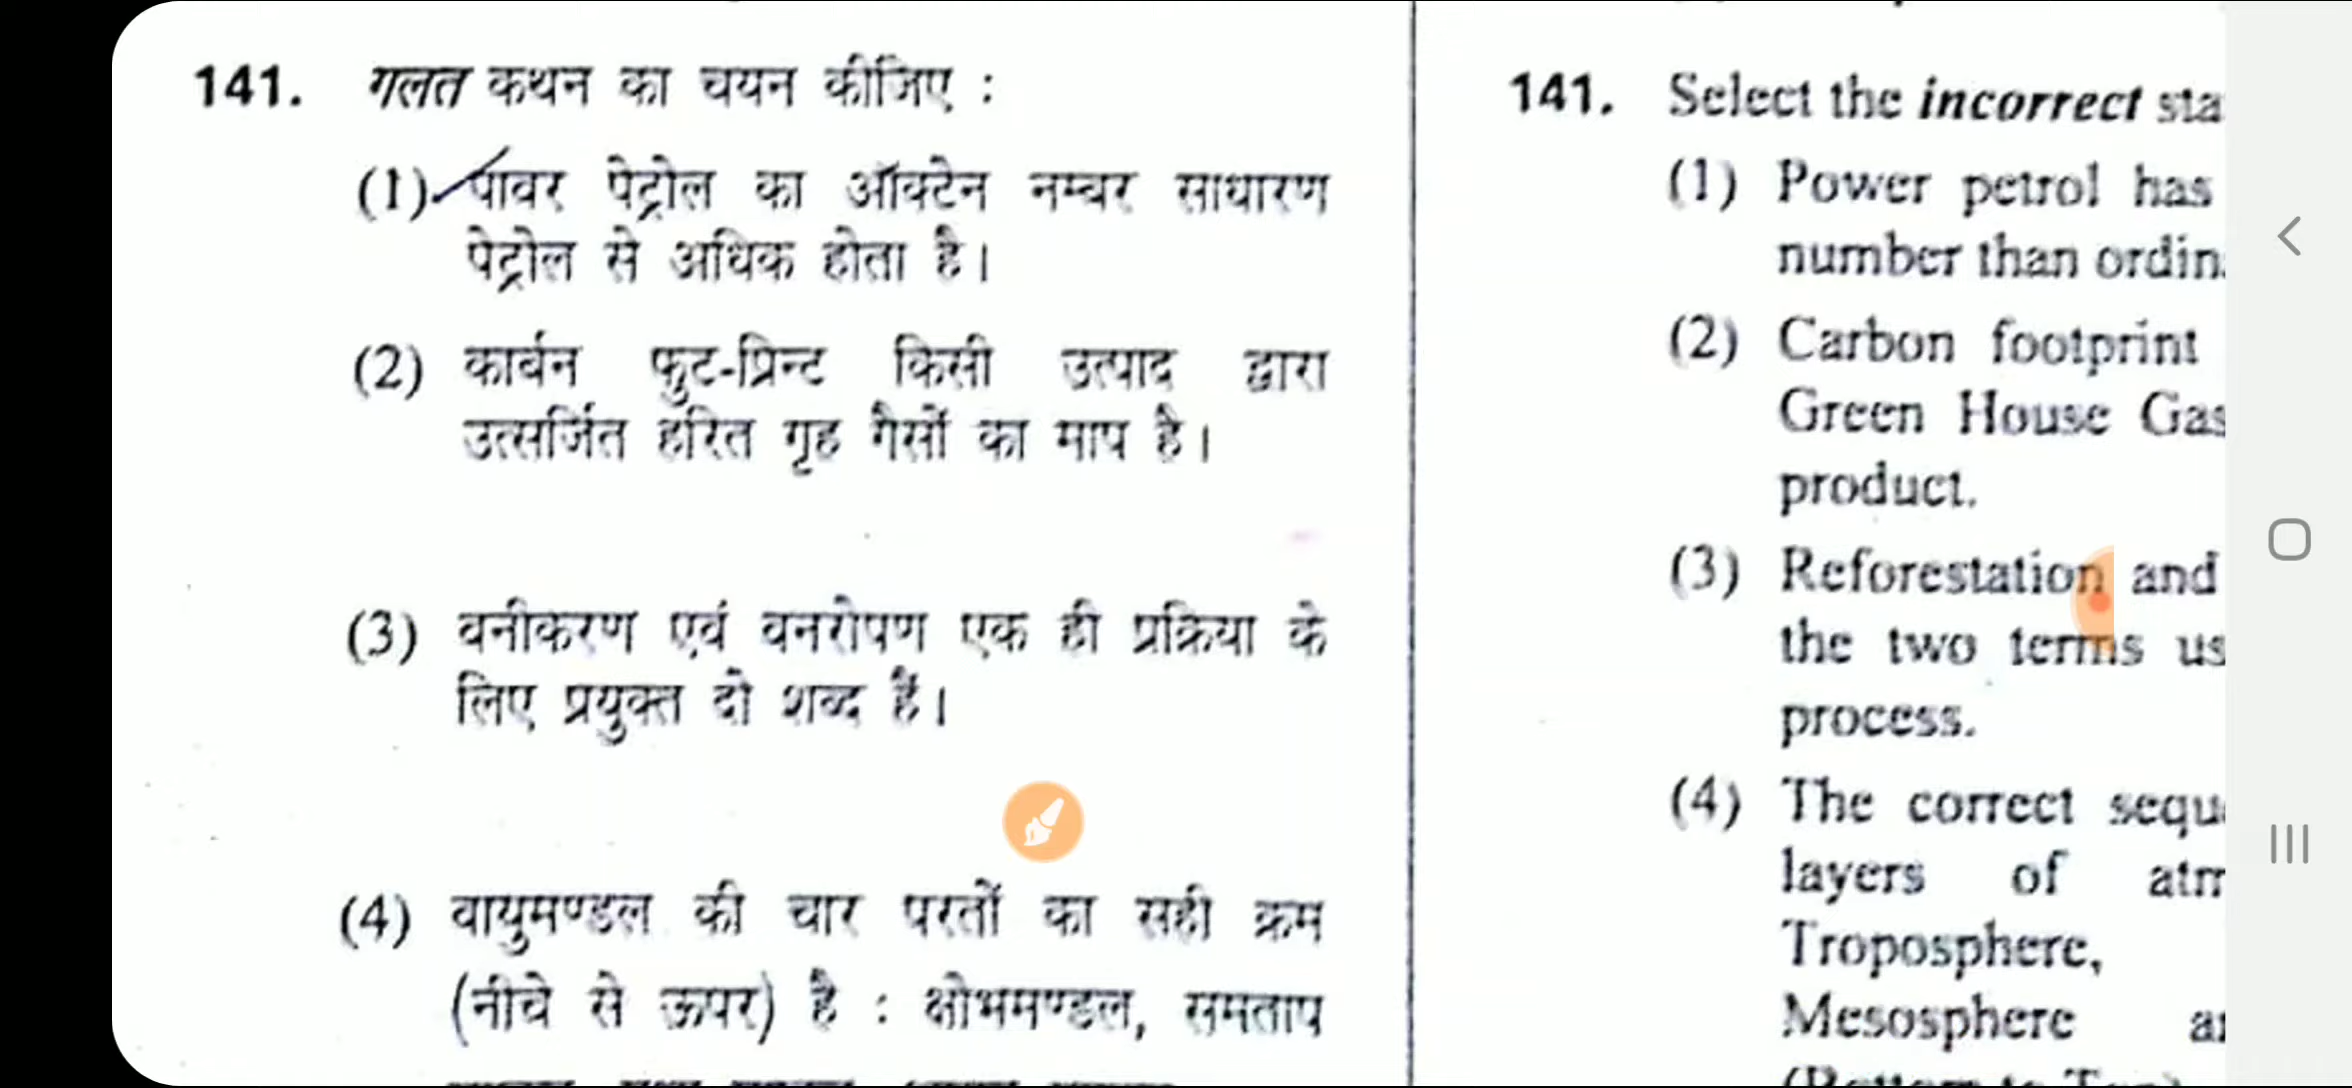 141. गलत कथन का चयन कीजिए :
(1) पावर पेट्रोल का ऑक्टेन नम्बर साधारण
पेट्रोल से अधिक होता है।
(2) कार्बन फुट-प्रिन्ट किसी उत्पाद द्वारा
उत्सर्जित हरित गृह गैसों का माप है।
(3) वनीकरण एवं वनरोपण एक ही प्रक्रिया के
लिए प्रयुक्त दो शब्द हैं।
(4) वायुमण्डल की चार परतों का सही क्रम
(नीचे से ऊपर) है : क्षोभमण्डल, समताप
141. Select the incorrect sta
(1) Power petrol has
number than ordin
(2) Carbon footprint
Green House Gas
product.
(3) Reforestation and
the two terms us
process.
(4) The correct sequ
layers of atm
Troposphere,
Mesosphere a